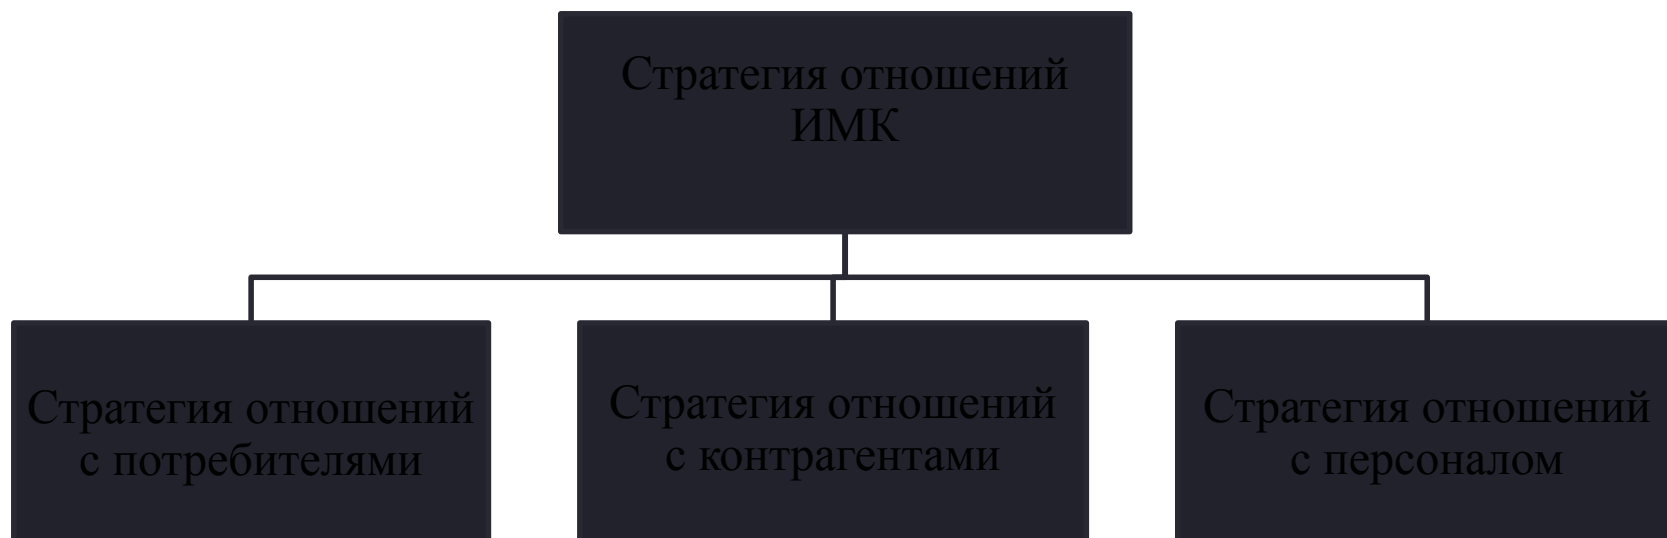 Стратегия отношений
ИМК
Стратегия отношений
с потребителями
Стратегия отношений
с контрагентами
Стратегия отношений
с персоналом